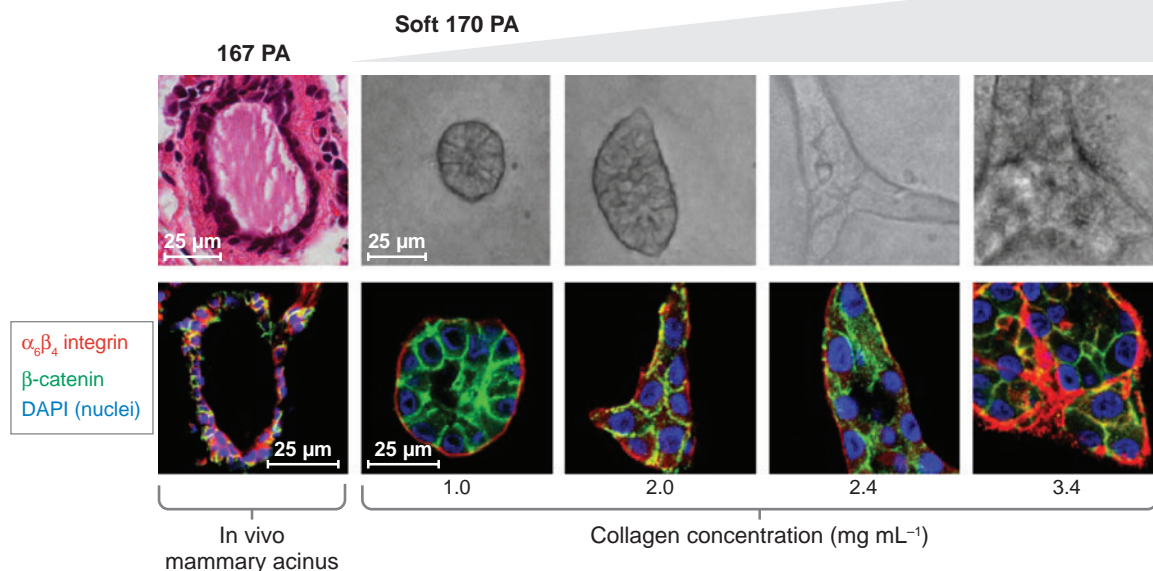 Soft 170 PA
167 PA
25 µm
25 µm
α₆β₄ integrin
β-catenin
DAPI (nuclei)
25 µm
25 µm
1.0
2.0
2.4
3.4
In vivo
mammary acinus
Collagen concentration (mg mL⁻¹)